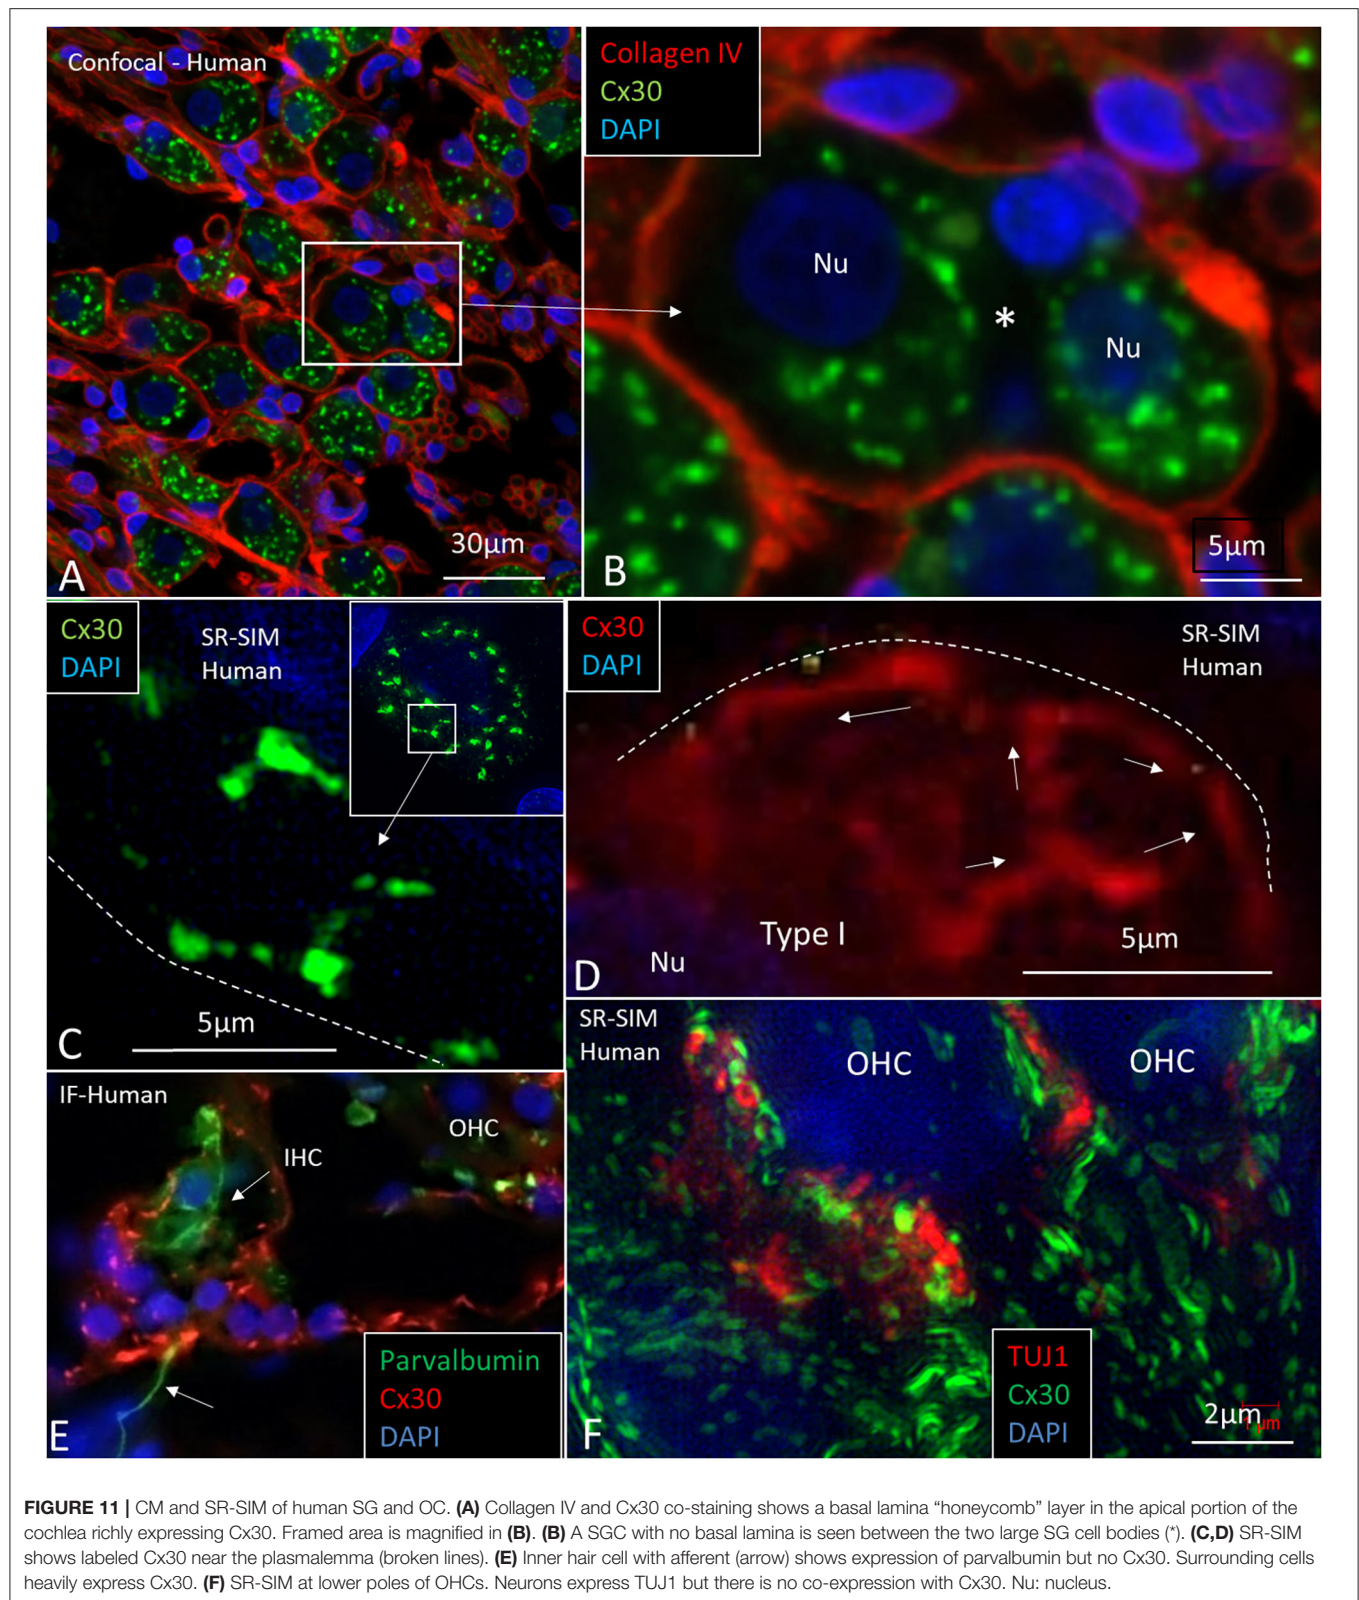 Confocal - Human
A
30μm
Collagen IV
Cx30
DAPI
Nu
*
Nu
B
5μm
Cx30
DAPI
SR-SIM
Human
C
5μm
Cx30
DAPI
SR-SIM
Human
Type I
Nu
D
5μm
IF-Human
OHC
IHC
Parvalbumin
Cx30
DAPI
E
SR-SIM
Human
OHC
OHC
TUJ1
Cx30
DAPI
F
2μm
FIGURE 11 | CM and SR-SIM of human SG and OC. (A) Collagen IV and Cx30 co-staining shows a basal lamina “honeycomb” layer in the apical portion of the
cochlea richly expressing Cx30. Framed area is magnified in (B). (B) A SGC with no basal lamina is seen between the two large SG cell bodies (*). (C,D) SR-SIM
shows labeled Cx30 near the plasmalemma (broken lines). (E) Inner hair cell with afferent (arrow) shows expression of parvalbumin but no Cx30. Surrounding cells
heavily express Cx30. (F) SR-SIM at lower poles of OHCs. Neurons express TUJ1 but there is no co-expression with Cx30. Nu: nucleus.